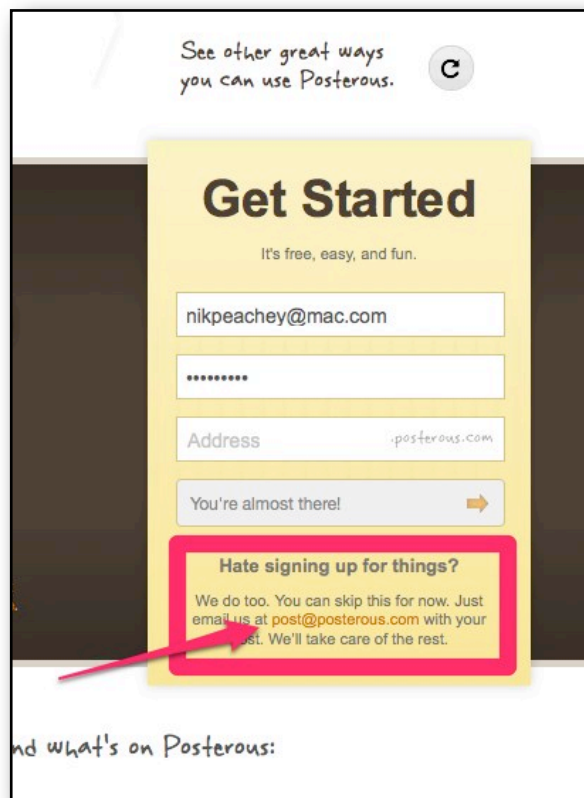 See other great ways
you can use Posterous.
Get Started
It's free, easy, and fun.
nikpeachey@mac.com
•••••••••
Address .posterous.com
You're almost there!
Hate signing up for things?
We do too. You can skip this for now. Just
email us at post@posterous.com with your
We'll take care of the rest.
what's on Posterous: